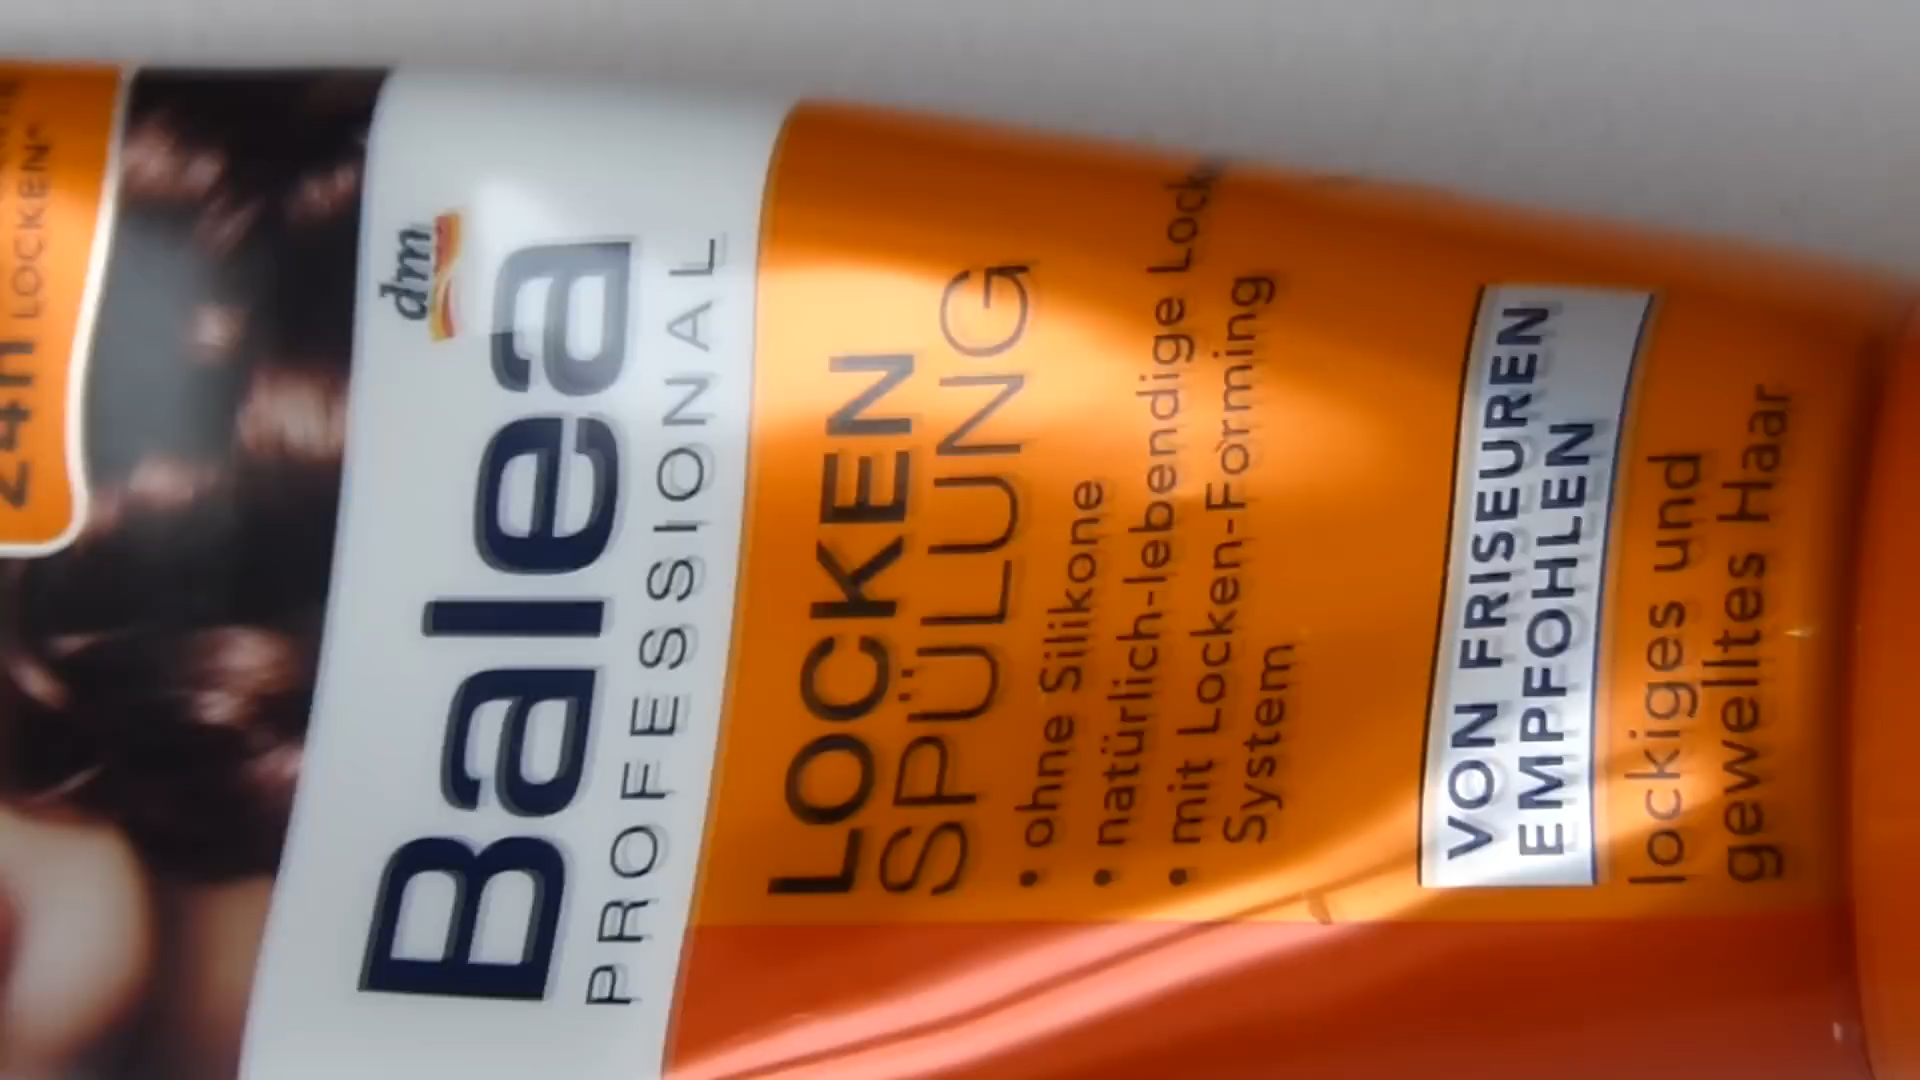 24h LOCKEN*
dm
Balea
PROFESSIONAL
LOCKEN
SPÜLUNG
• ohne Silikone
• natürlich-lebendige
• mit Locken-Forming
System
VON FRISEUREN
EMPFOHLEN
lockiges und
gewelltes Haar